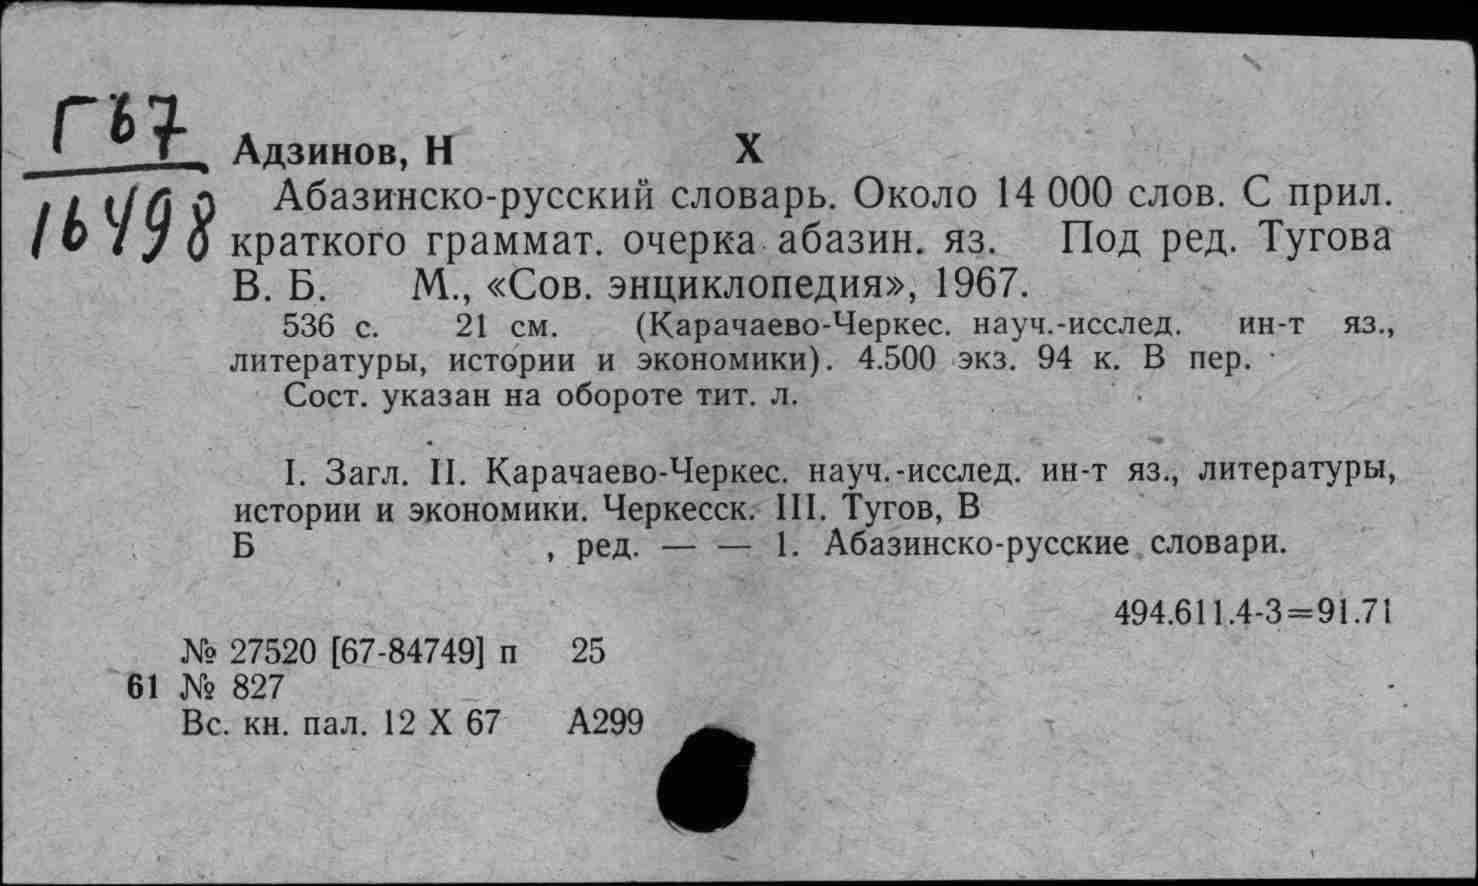 Г67
16498
Адзинов, Н Х
Абазинско-русский словарь. Около 14 000 слов. С прил.
краткого граммат. очерка абазин. яз. Под ред. Тугова
В. Б. М., «Сов. энциклопедия», 1967.
536 с. 21 см. (Карачаево-Черкес. науч.-исслед. ин-т яз.,
литературы, истории и экономики). 4.500 экз. 94 к. В пер.
Сост. указан на обороте тит. л.
I. Загл. II. Карачаево-Черкес. науч.-исслед. ин-т яз., литературы,
истории и экономики. Черкесск. III. Тугов, В
Б , ред. — — 1. Абазинско-русские словари.
494.611.4-3=91.71
№ 27520 [67-84749] п 25
61 № 827
Вс. кн. пал. 12 X 67 А299